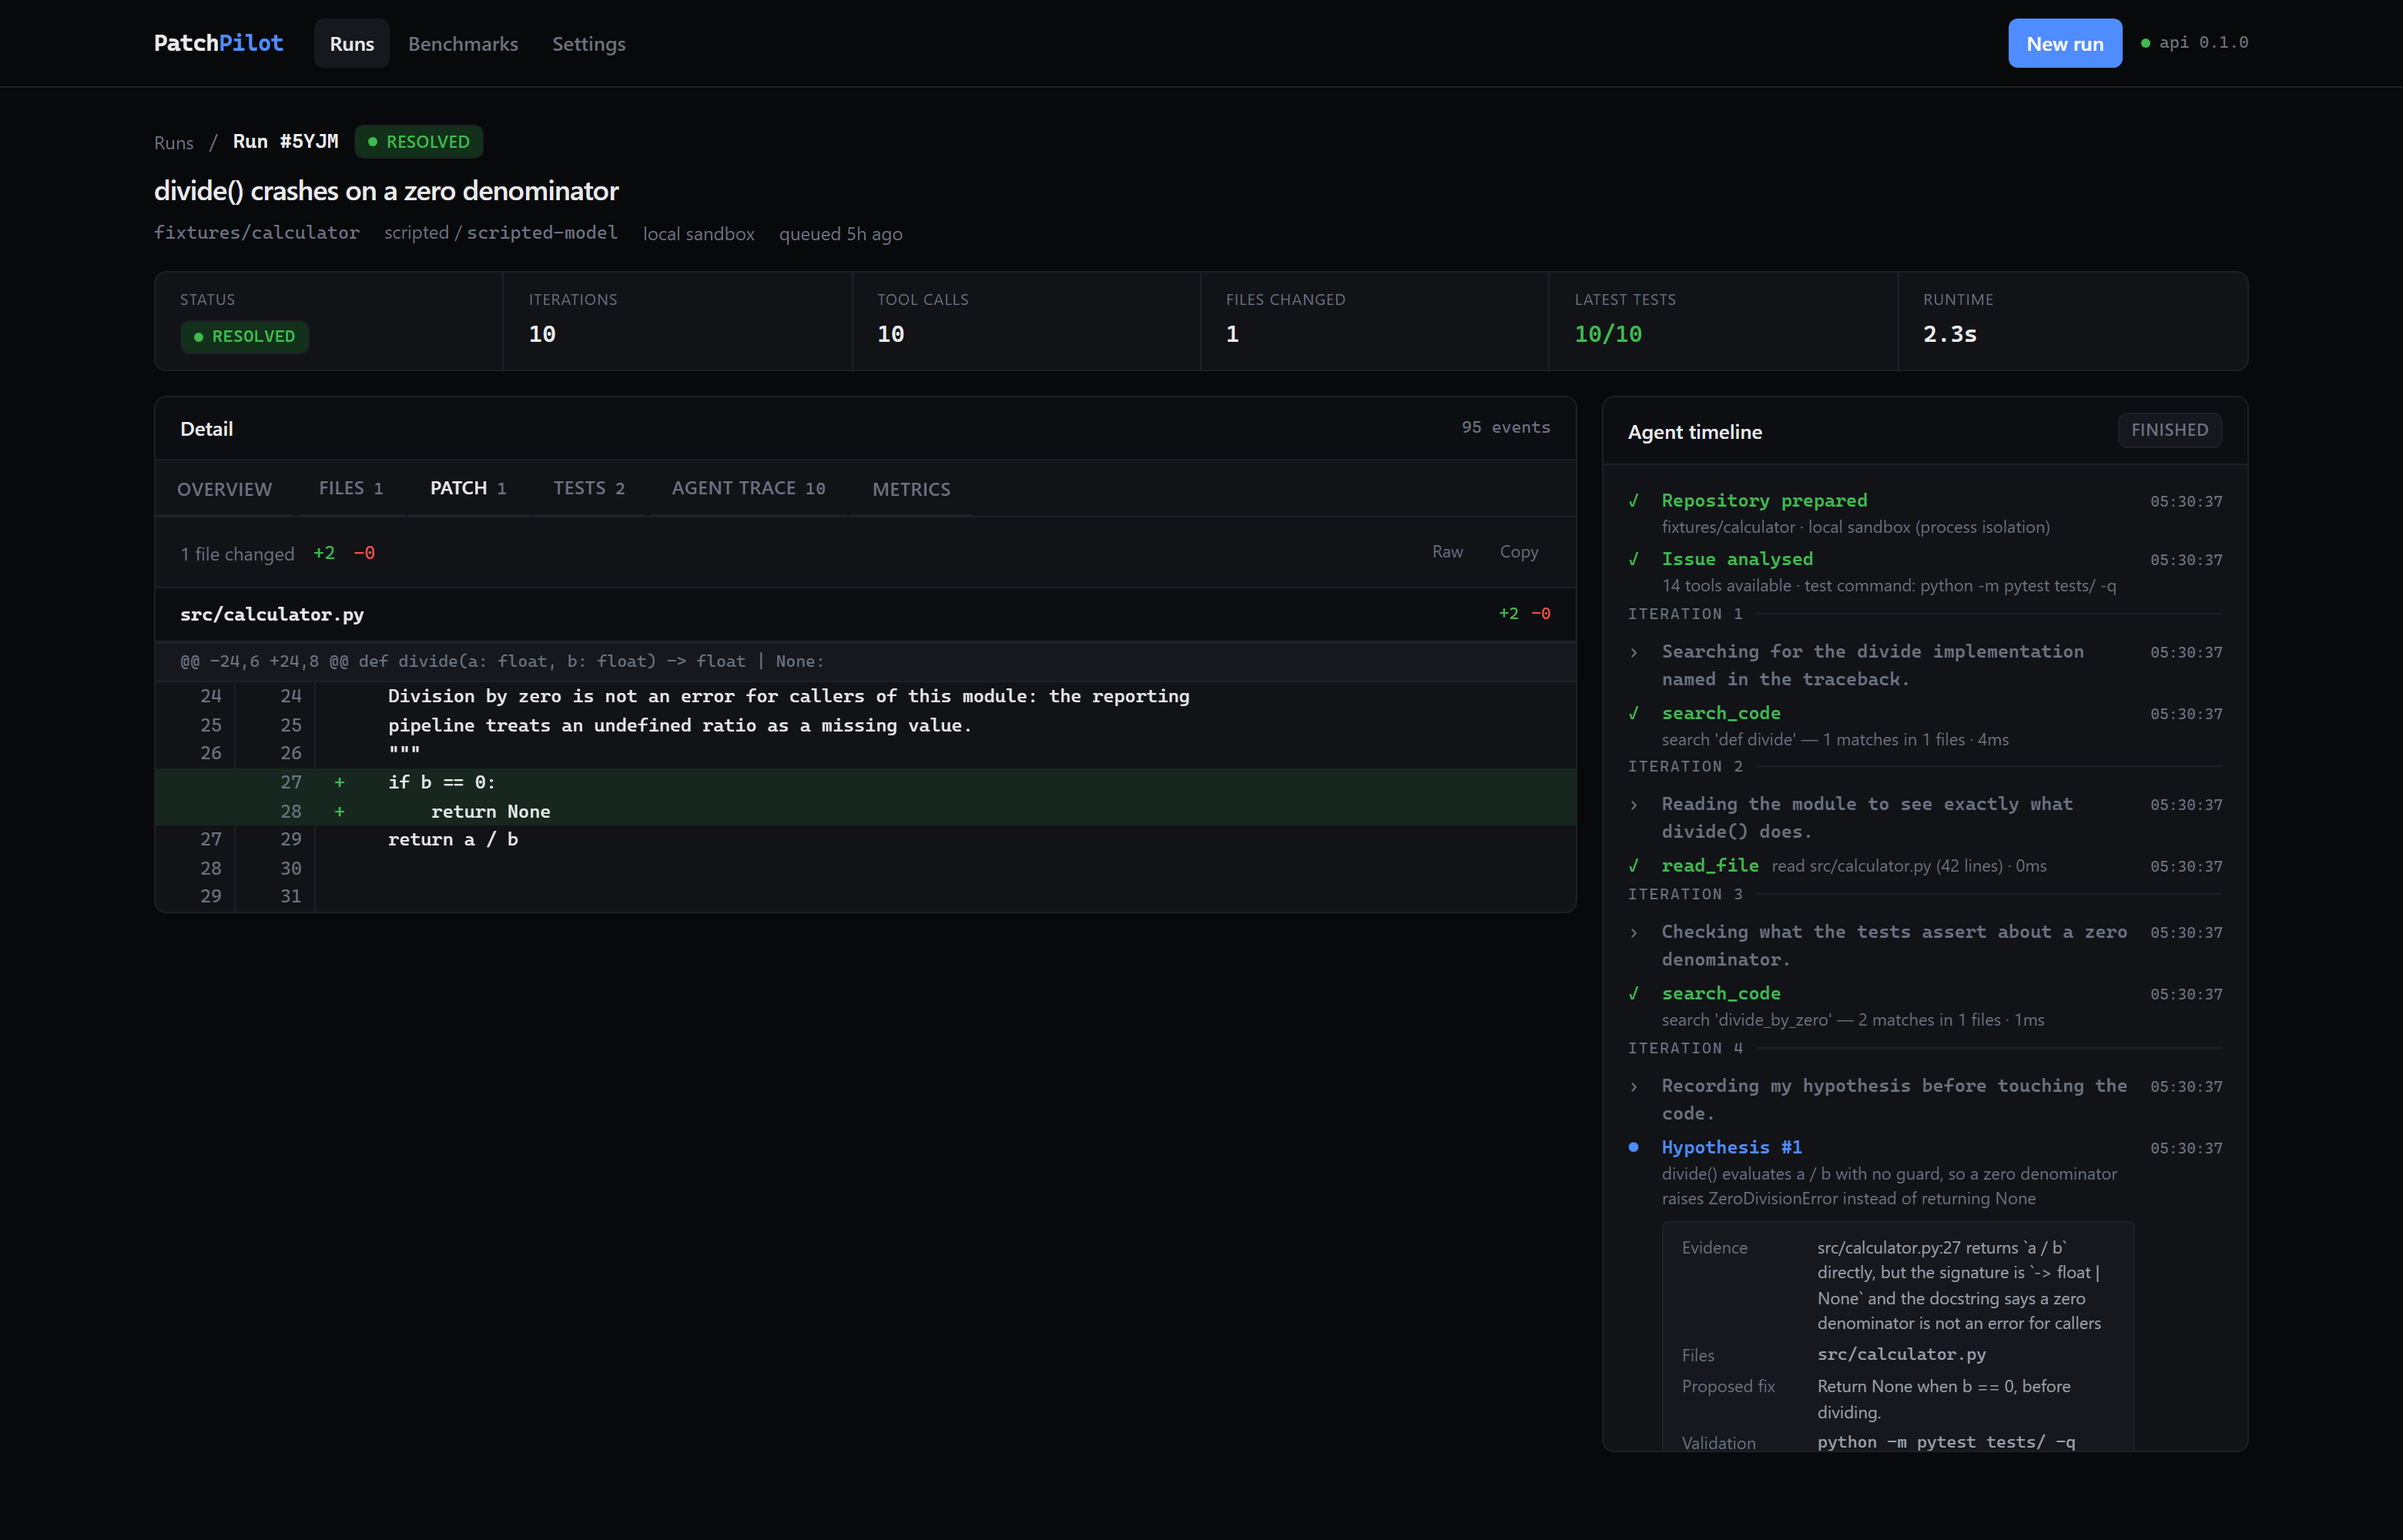 PatchPilot Runs Benchmarks Settings New run api 0.1.0
Runs / Run #5YJM RESOLVED
divide() crashes on a zero denominator
fixtures/calculator scripted / scripted-model local sandbox queued 5h ago
STATUS ITERATIONS TOOL CALLS FILES CHANGED LATEST TESTS RUNTIME
RESOLVED 10 10 1 10/10 2.3s
Detail 95 events
OVERVIEW FILES 1 PATCH 1 TESTS 2 AGENT TRACE 10 METRICS
1 file changed +2 −0 Raw Copy
src/calculator.py +2 −0
@@ -24,6 +24,8 @@ def divide(a: float, b: float) -> float | None:
24 24 Division by zero is not an error for callers of this module: the reporting
25 25 pipeline treats an undefined ratio as a missing value.
26 26 """
27 + if b == 0:
28 + return None
27 29 return a / b
28 30
29 31
Agent timeline FINISHED
✓ Repository prepared 05:30:37
fixtures/calculator · local sandbox (process isolation)
✓ Issue analysed 05:30:37
14 tools available · test command: python -m pytest tests/ -q
ITERATION 1
› Searching for the divide implementation 05:30:37
named in the traceback.
✓ search_code 05:30:37
search 'def divide' — 1 matches in 1 files · 4ms
ITERATION 2
› Reading the module to see exactly what 05:30:37
divide() does.
✓ read_file read src/calculator.py (42 lines) · 0ms 05:30:37
ITERATION 3
› Checking what the tests assert about a zero 05:30:37
denominator.
✓ search_code 05:30:37
search 'divide_by_zero' — 2 matches in 1 files · 1ms
ITERATION 4
› Recording my hypothesis before touching the 05:30:37
code.
Hypothesis #1 05:30:37
divide() evaluates a / b with no guard, so a zero denominator
raises ZeroDivisionError instead of returning None
Evidence src/calculator.py:27 returns `a / b`
directly, but the signature is `-> float |
None` and the docstring says a zero
denominator is not an error for callers
Files src/calculator.py
Proposed fix Return None when b == 0, before
dividing.
Validation python -m pytest tests/ -q